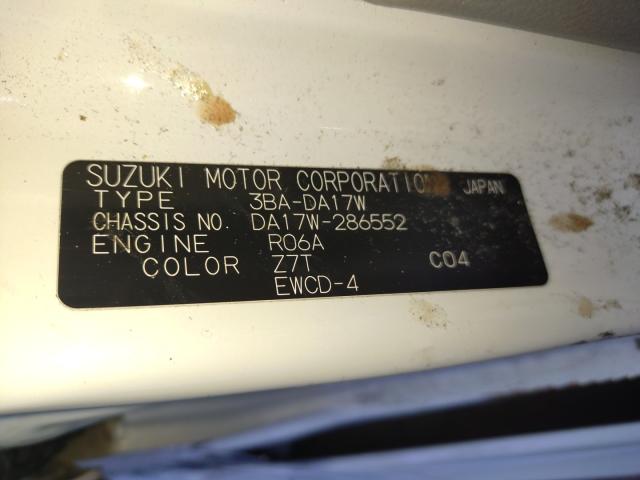 SUZUKI MOTOR CORPORATION JAPAN
TYPE 3BA-DA17W
CHASSIS NO. DA17W-286552
ENGINE R06A
COLOR Z7T C04
EWCD-4